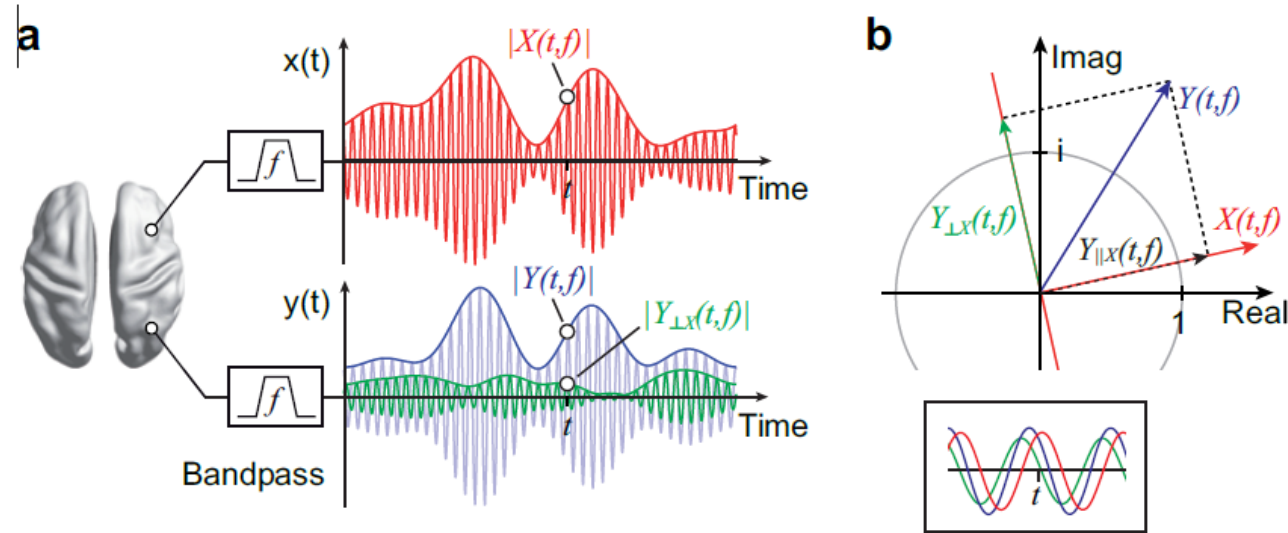 a
x(t)
|X(t,f)|
f
t
Time
y(t)
|Y(t,f)|
|Y⊥X(t,f)|
f
t
Time
Bandpass
b
Imag
Y(t,f)
i
Y⊥X(t,f)
X(t,f)
Y||X(t,f)
Real
1
t